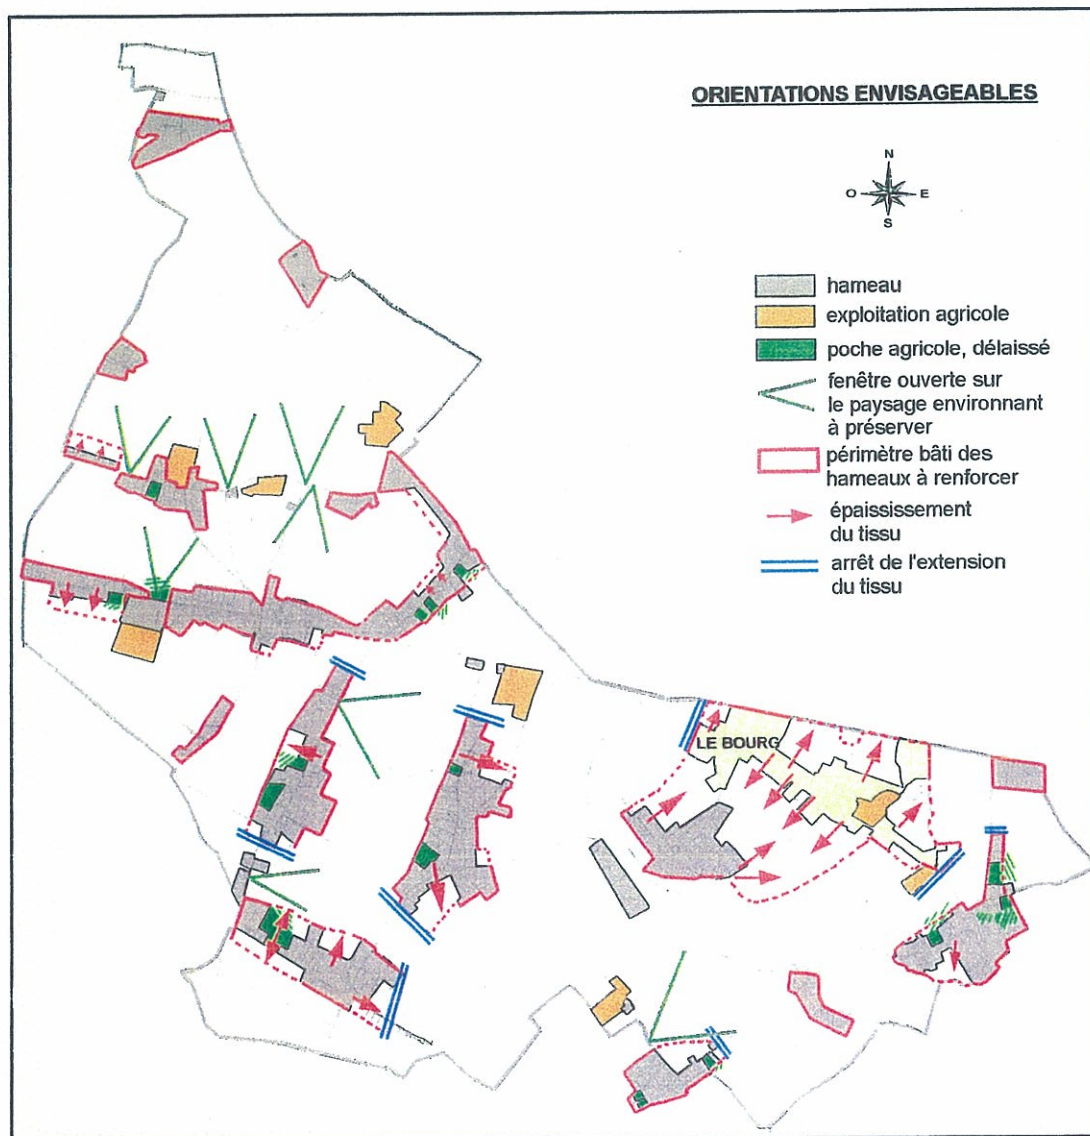 ORIENTATIONS ENVISAGEABLES
N
O
E
S
hameau
exploitation agricole
poche agricole, délaissé
fenêtre ouverte sur
le paysage environnant
à préserver
périmètre bâti des
hameaux à renforcer
épaississement
du tissu
arrêt de l'extension
du tissu
LE BOURG